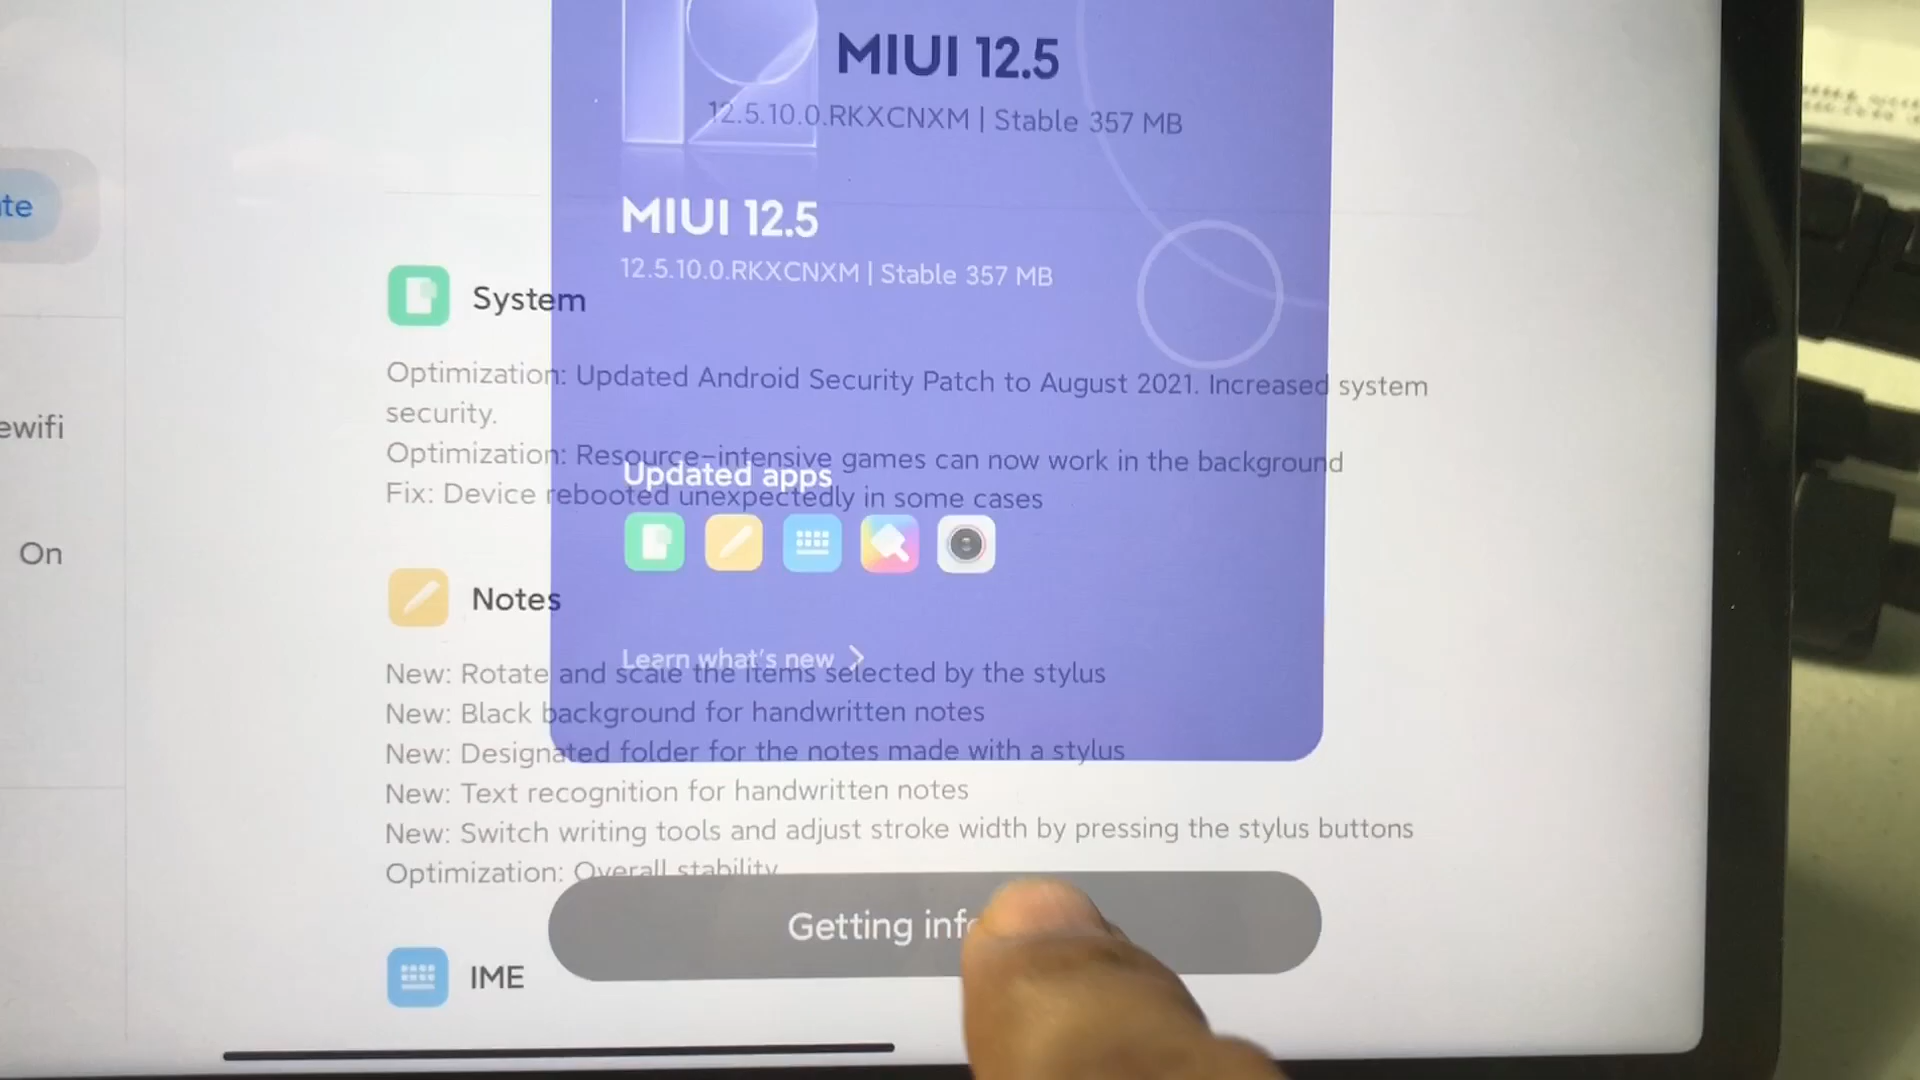 MIUI 12.5
12.5.10.0.RKXCNXM | Stable 357 MB
te
MIUI 12.5
12.5.10.0.RKXCNXM | Stable 357 MB
System
Optimization: Updated Android Security Patch to August 2021. Increased system
security.
ewifi
Optimization: Resource-intensive games can now work in the background
Updated apps
Fix: Device rebooted unexpectedly in some cases
On
Notes
Learn what's new >
New: Rotate and scale the items selected by the stylus
New: Black background for handwritten notes
New: Designated folder for the notes made with a stylus
New: Text recognition for handwritten notes
New: Switch writing tools and adjust stroke width by pressing the stylus buttons
Optimization: Overall stability
Getting inf
IME